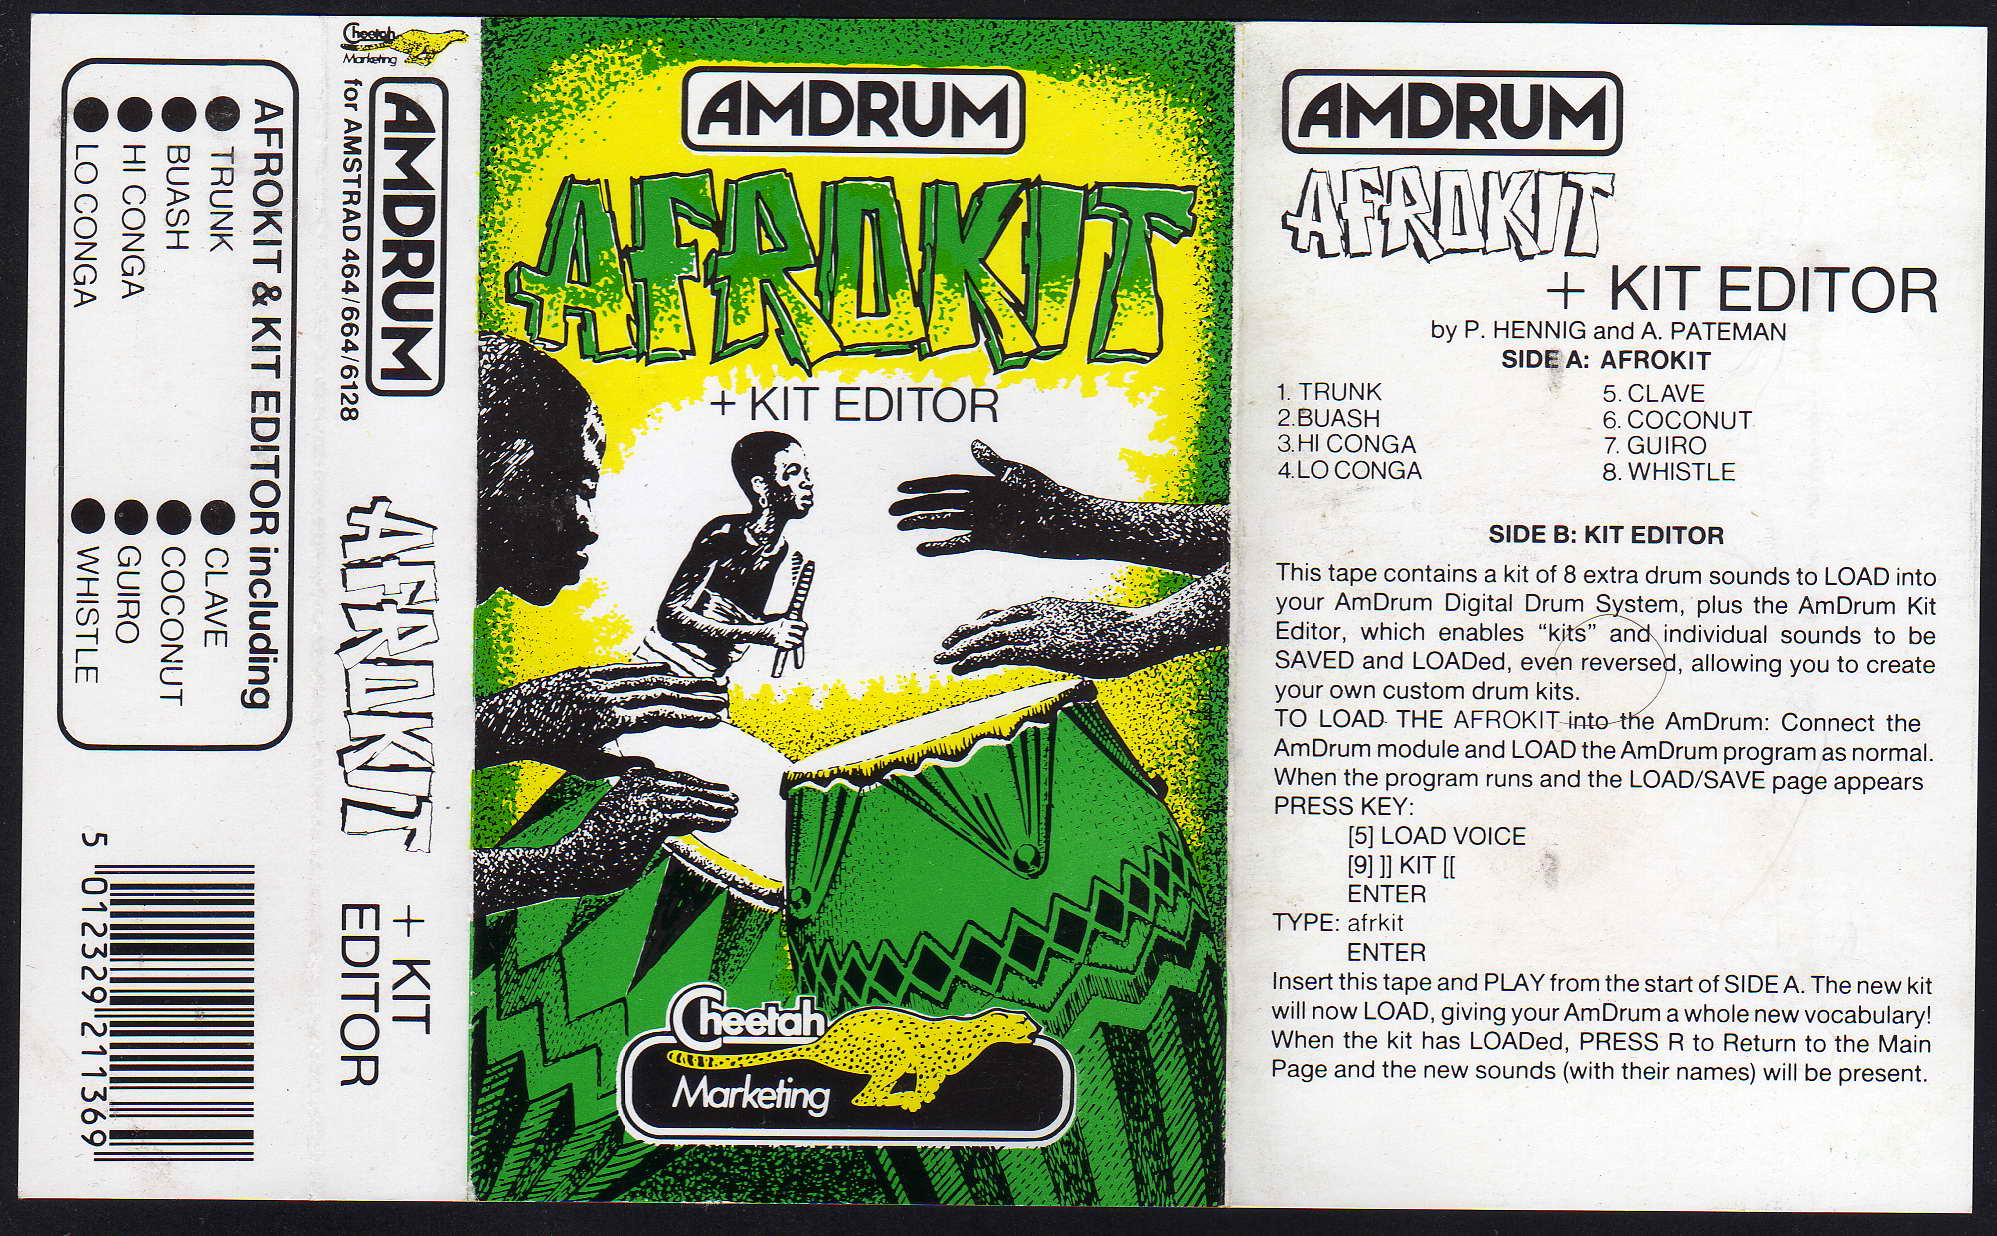 AFROKIT & KIT EDITOR including
● TRUNK
● BUASH
● HI CONGA
● LO CONGA
● CLAVE
● COCONUT
● GUIRO
● WHISTLE
5 012329 211369
Cheetah
Marketing
for AMSTRAD 464/664/6128
AMDRUM
AFROKIT
+ KIT
EDITOR
AMDRUM
AFROKIT
+ KIT EDITOR
Cheetah
Marketing
AMDRUM
AFROKIT
+ KIT EDITOR
by P. HENNIG and A. PATEMAN
SIDE A: AFROKIT
1. TRUNK
2. BUASH
3. HI CONGA
4. LO CONGA
5. CLAVE
6. COCONUT
7. GUIRO
8. WHISTLE
SIDE B: KIT EDITOR
This tape contains a kit of 8 extra drum sounds to LOAD into
your AmDrum Digital Drum System, plus the AmDrum Kit
Editor, which enables “kits” and individual sounds to be
SAVED and LOADed, even reversed, allowing you to create
your own custom drum kits.
TO LOAD THE AFROKIT into the AmDrum: Connect the
AmDrum module and LOAD the AmDrum program as normal.
When the program runs and the LOAD/SAVE page appears
PRESS KEY:
[5] LOAD VOICE
[9] ]] KIT [[
ENTER
TYPE: afrkit
ENTER
Insert this tape and PLAY from the start of SIDE A. The new kit
will now LOAD, giving your AmDrum a whole new vocabulary!
When the kit has LOADed, PRESS R to Return to the Main
Page and the new sounds (with their names) will be present.